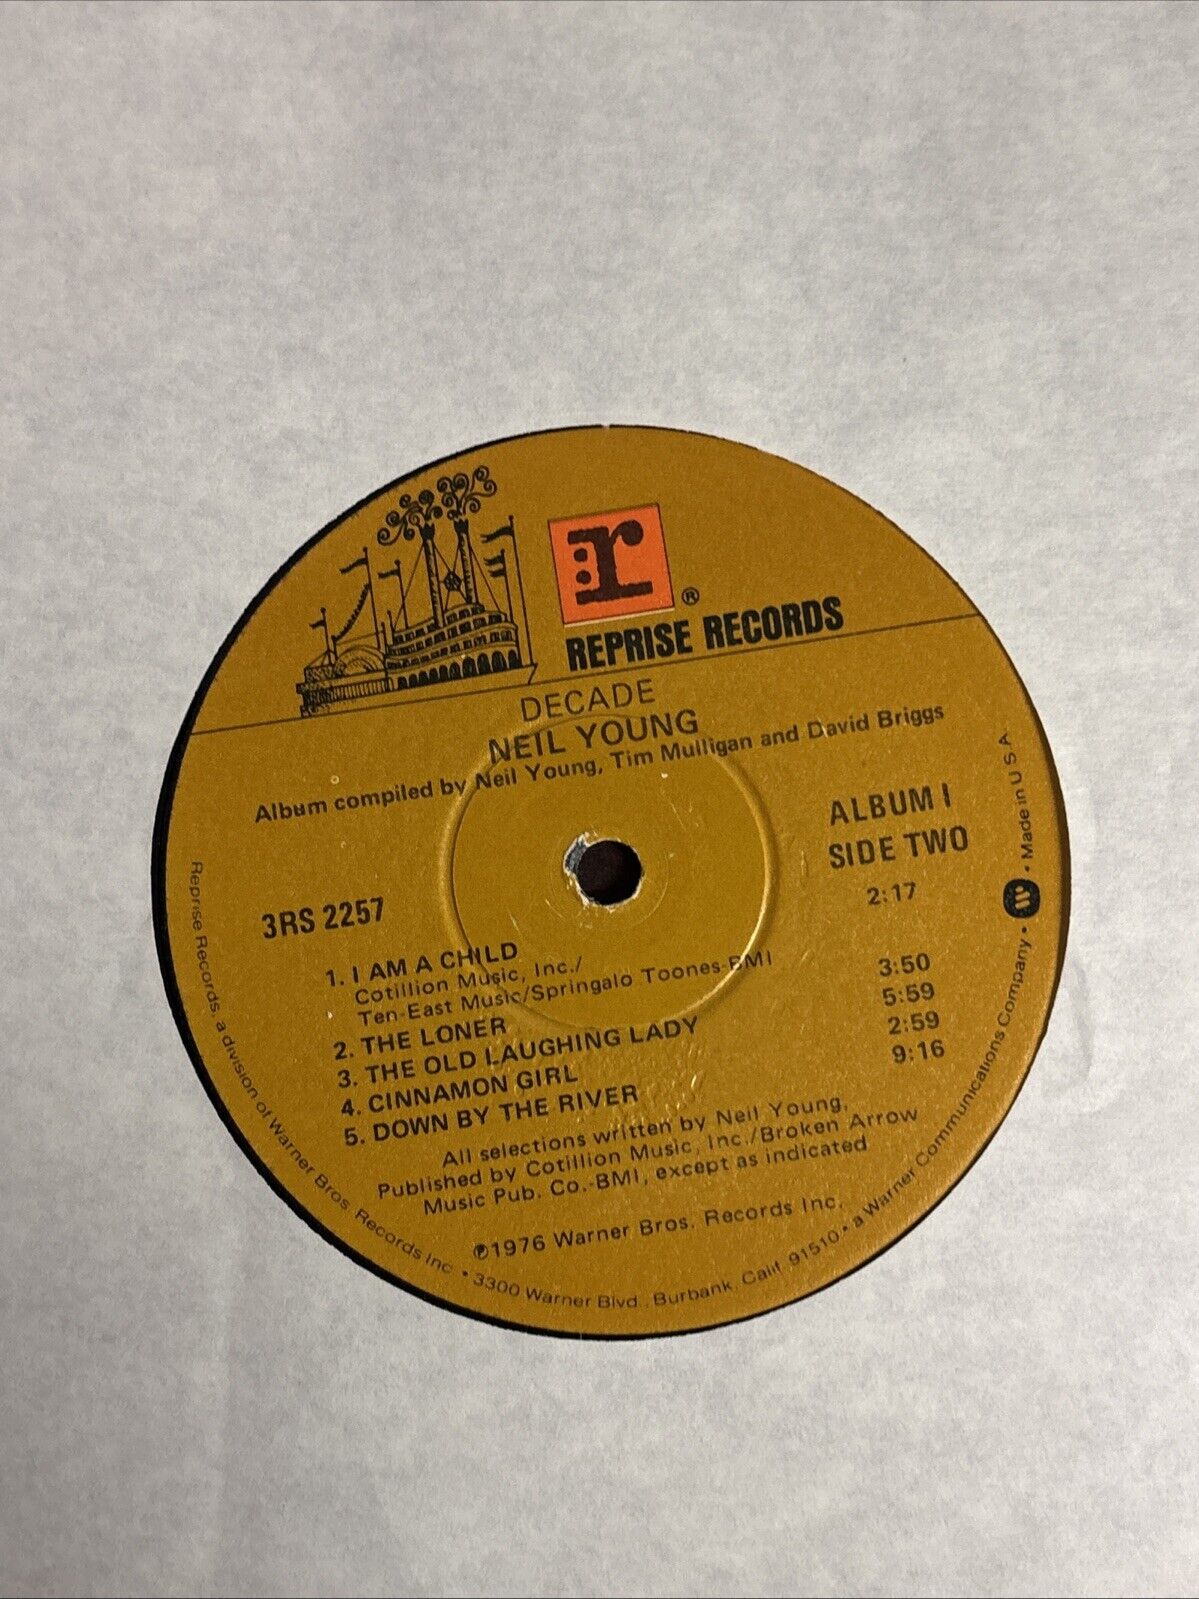 r ®
REPRISE RECORDS
DECADE
NEIL YOUNG
Album compiled by Neil Young, Tim Mulligan and David Briggs
ALBUM I
SIDE TWO
3RS 2257
1. I AM A CHILD 2:17
Cotillion Music, Inc./
Ten-East Music/Springalo Toones-BMI
2. THE LONER 3:50
3. THE OLD LAUGHING LADY 5:59
4. CINNAMON GIRL 2:59
5. DOWN BY THE RIVER 9:16
All selections written by Neil Young,
Published by Cotillion Music, Inc./Broken Arrow
Music Pub. Co.-BMI, except as indicated
℗1976 Warner Bros. Records Inc.
Reprise Records, a division of Warner Bros. Records Inc. • 3300 Warner Blvd., Burbank, Calif. 91510 • a Warner Communications Company • W • Made in U.S.A.